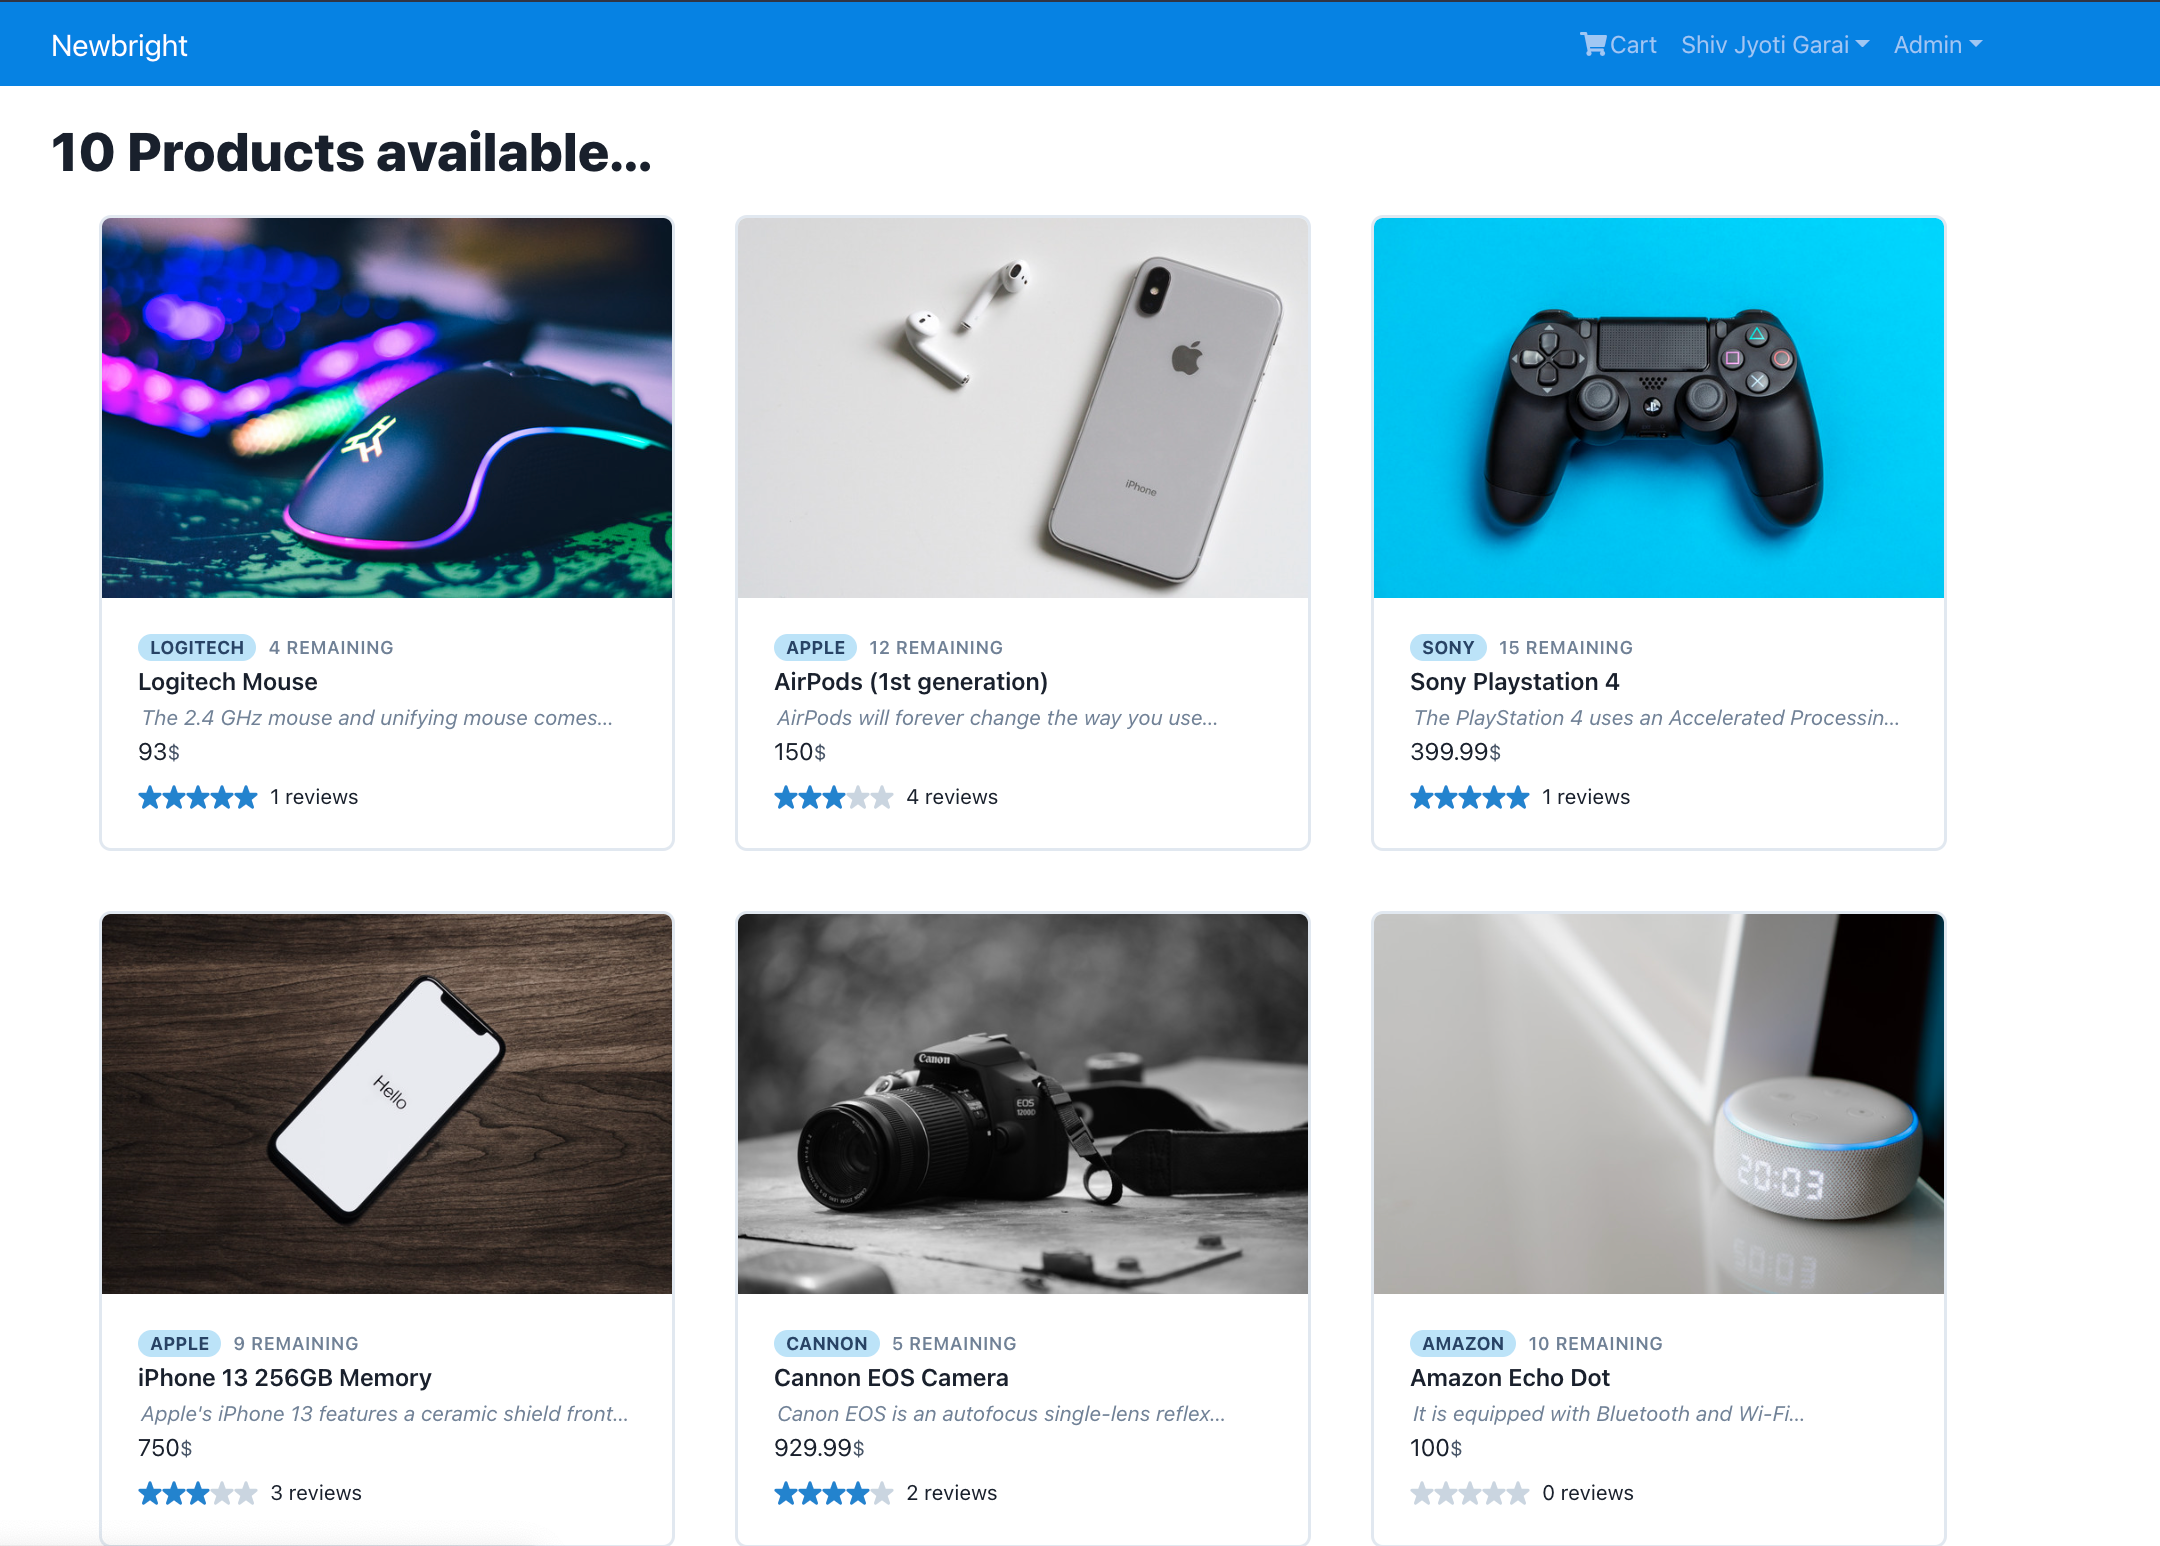 Newbright
Cart Shiv Jyoti Garai Admin
10 Products available...
iPhone
LOGITECH 4 REMAINING
Logitech Mouse
The 2.4 GHz mouse and unifying mouse comes...
93$
1 reviews
APPLE 12 REMAINING
AirPods (1st generation)
AirPods will forever change the way you use...
150$
4 reviews
SONY 15 REMAINING
Sony Playstation 4
The PlayStation 4 uses an Accelerated Processin...
399.99$
1 reviews
Hello
Canon
EOS
1200D
20:03
APPLE 9 REMAINING
iPhone 13 256GB Memory
Apple's iPhone 13 features a ceramic shield front...
750$
3 reviews
CANNON 5 REMAINING
Cannon EOS Camera
Canon EOS is an autofocus single-lens reflex...
929.99$
2 reviews
AMAZON 10 REMAINING
Amazon Echo Dot
It is equipped with Bluetooth and Wi-Fi...
100$
0 reviews